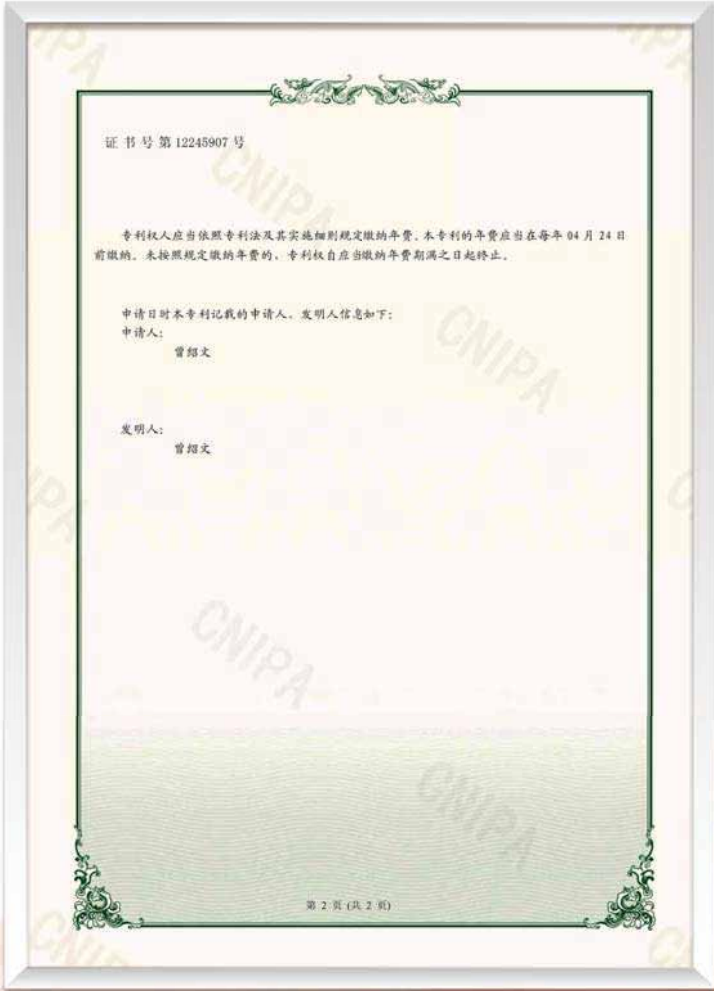 证书号第12245907号
专利权人应当依照专利法及其实施细则规定缴纳年费。本专利的年费应当在每年04月24日
前缴纳。未按照规定缴纳年费的,专利权自应当缴纳年费期满之日起终止。
申请日时本专利记载的申请人、发明人信息如下:
申请人:
曾绍文
发明人:
曾绍文
第 2 页 (共 2 页)
CNIPA
CNIPA
CNIPA
CNIPA
CNIPA